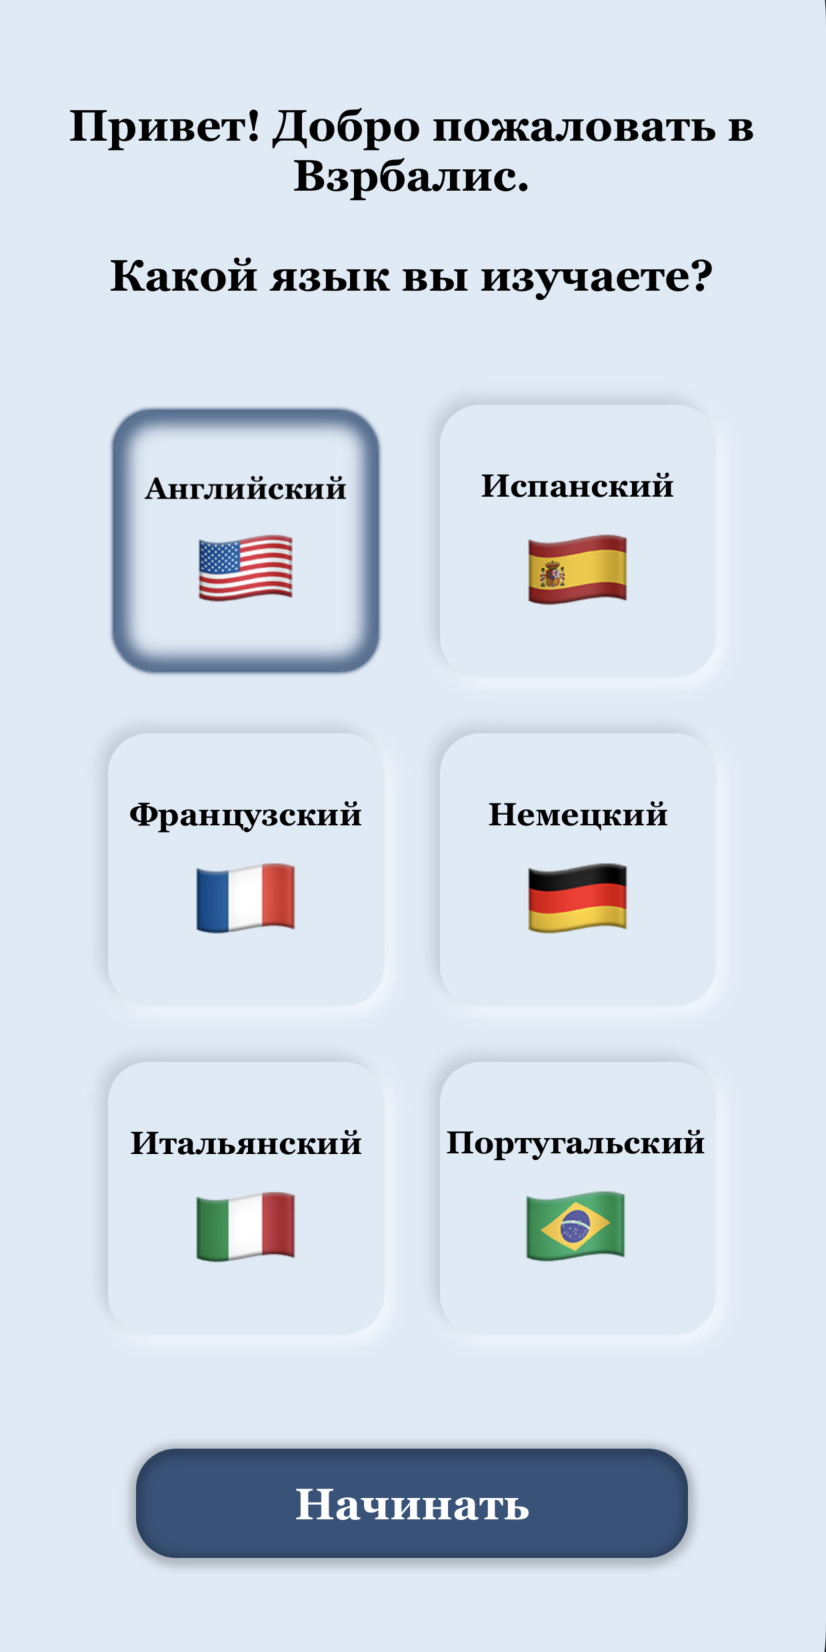 Привет! Добро пожаловать в
Взрбалис.
Какой язык вы изучаете?
Английский
Испанский
Французский
Немецкий
Итальянский
Португальский
Начинать